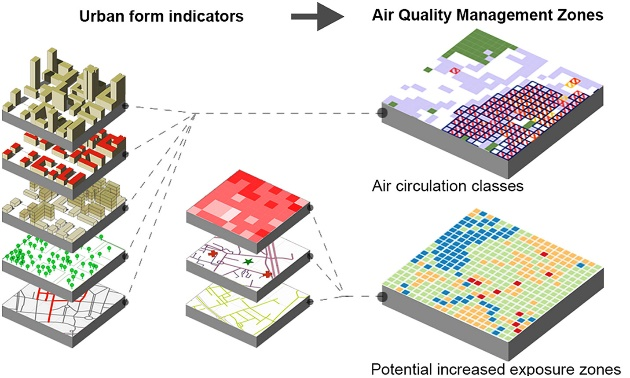 Urban form indicators
Air Quality Management Zones
Air circulation classes
Potential increased exposure zones